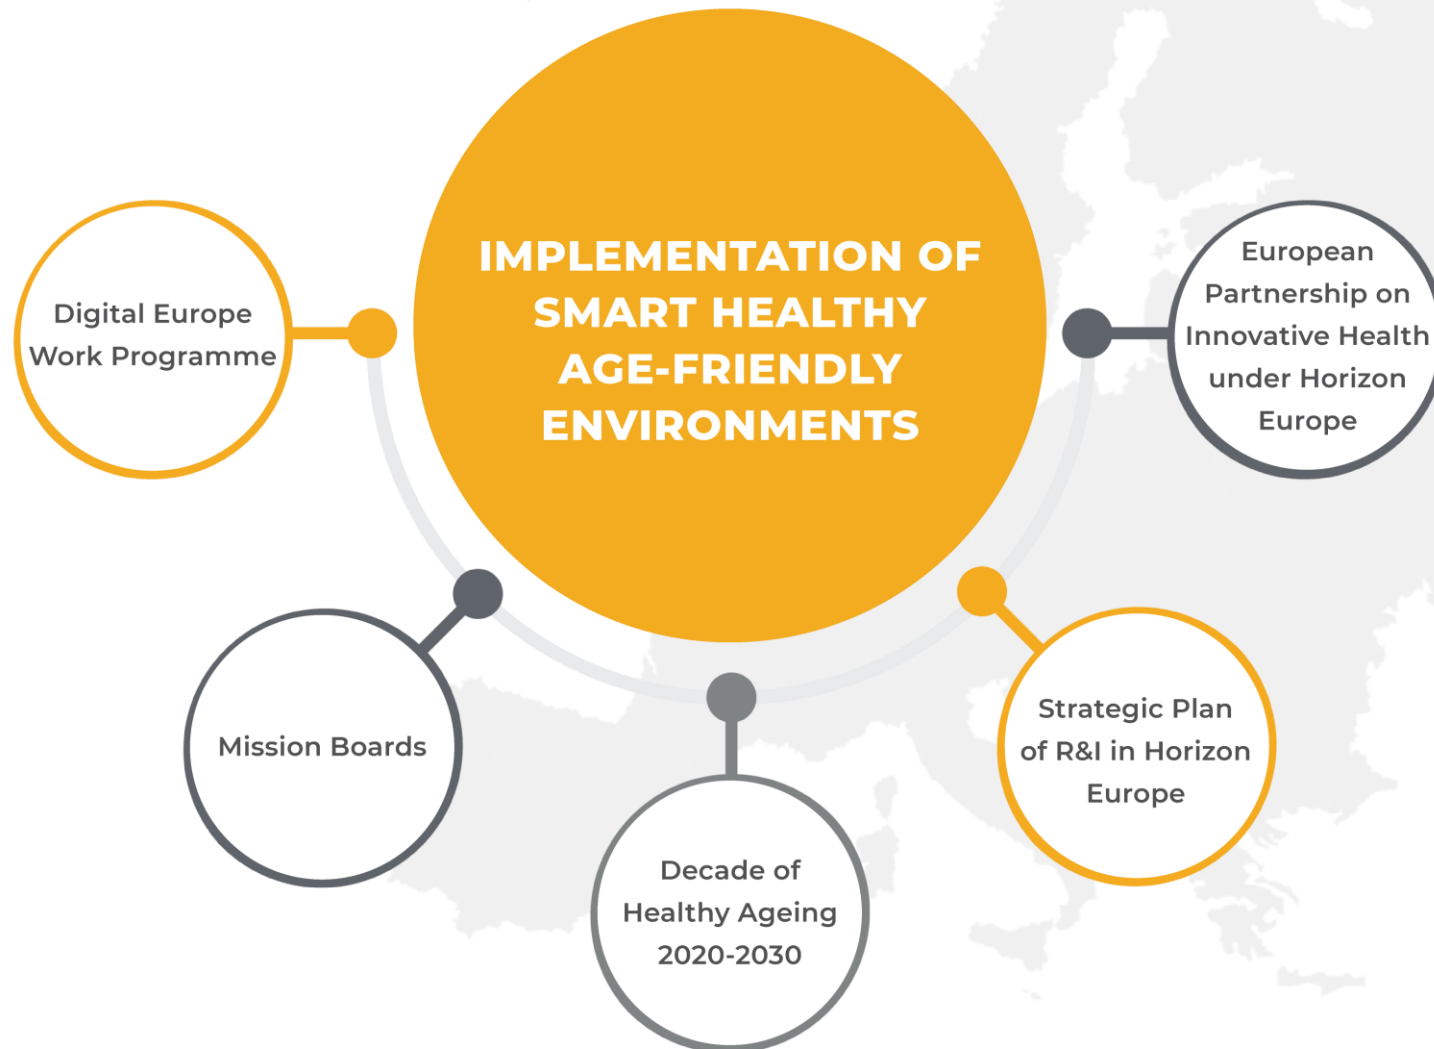 IMPLEMENTATION OF
SMART HEALTHY
AGE-FRIENDLY
ENVIRONMENTS
Digital Europe
Work Programme
Mission Boards
Decade of
Healthy Ageing
2020-2030
Strategic Plan
of R&I in Horizon
Europe
European
Partnership on
Innovative Health
under Horizon
Europe